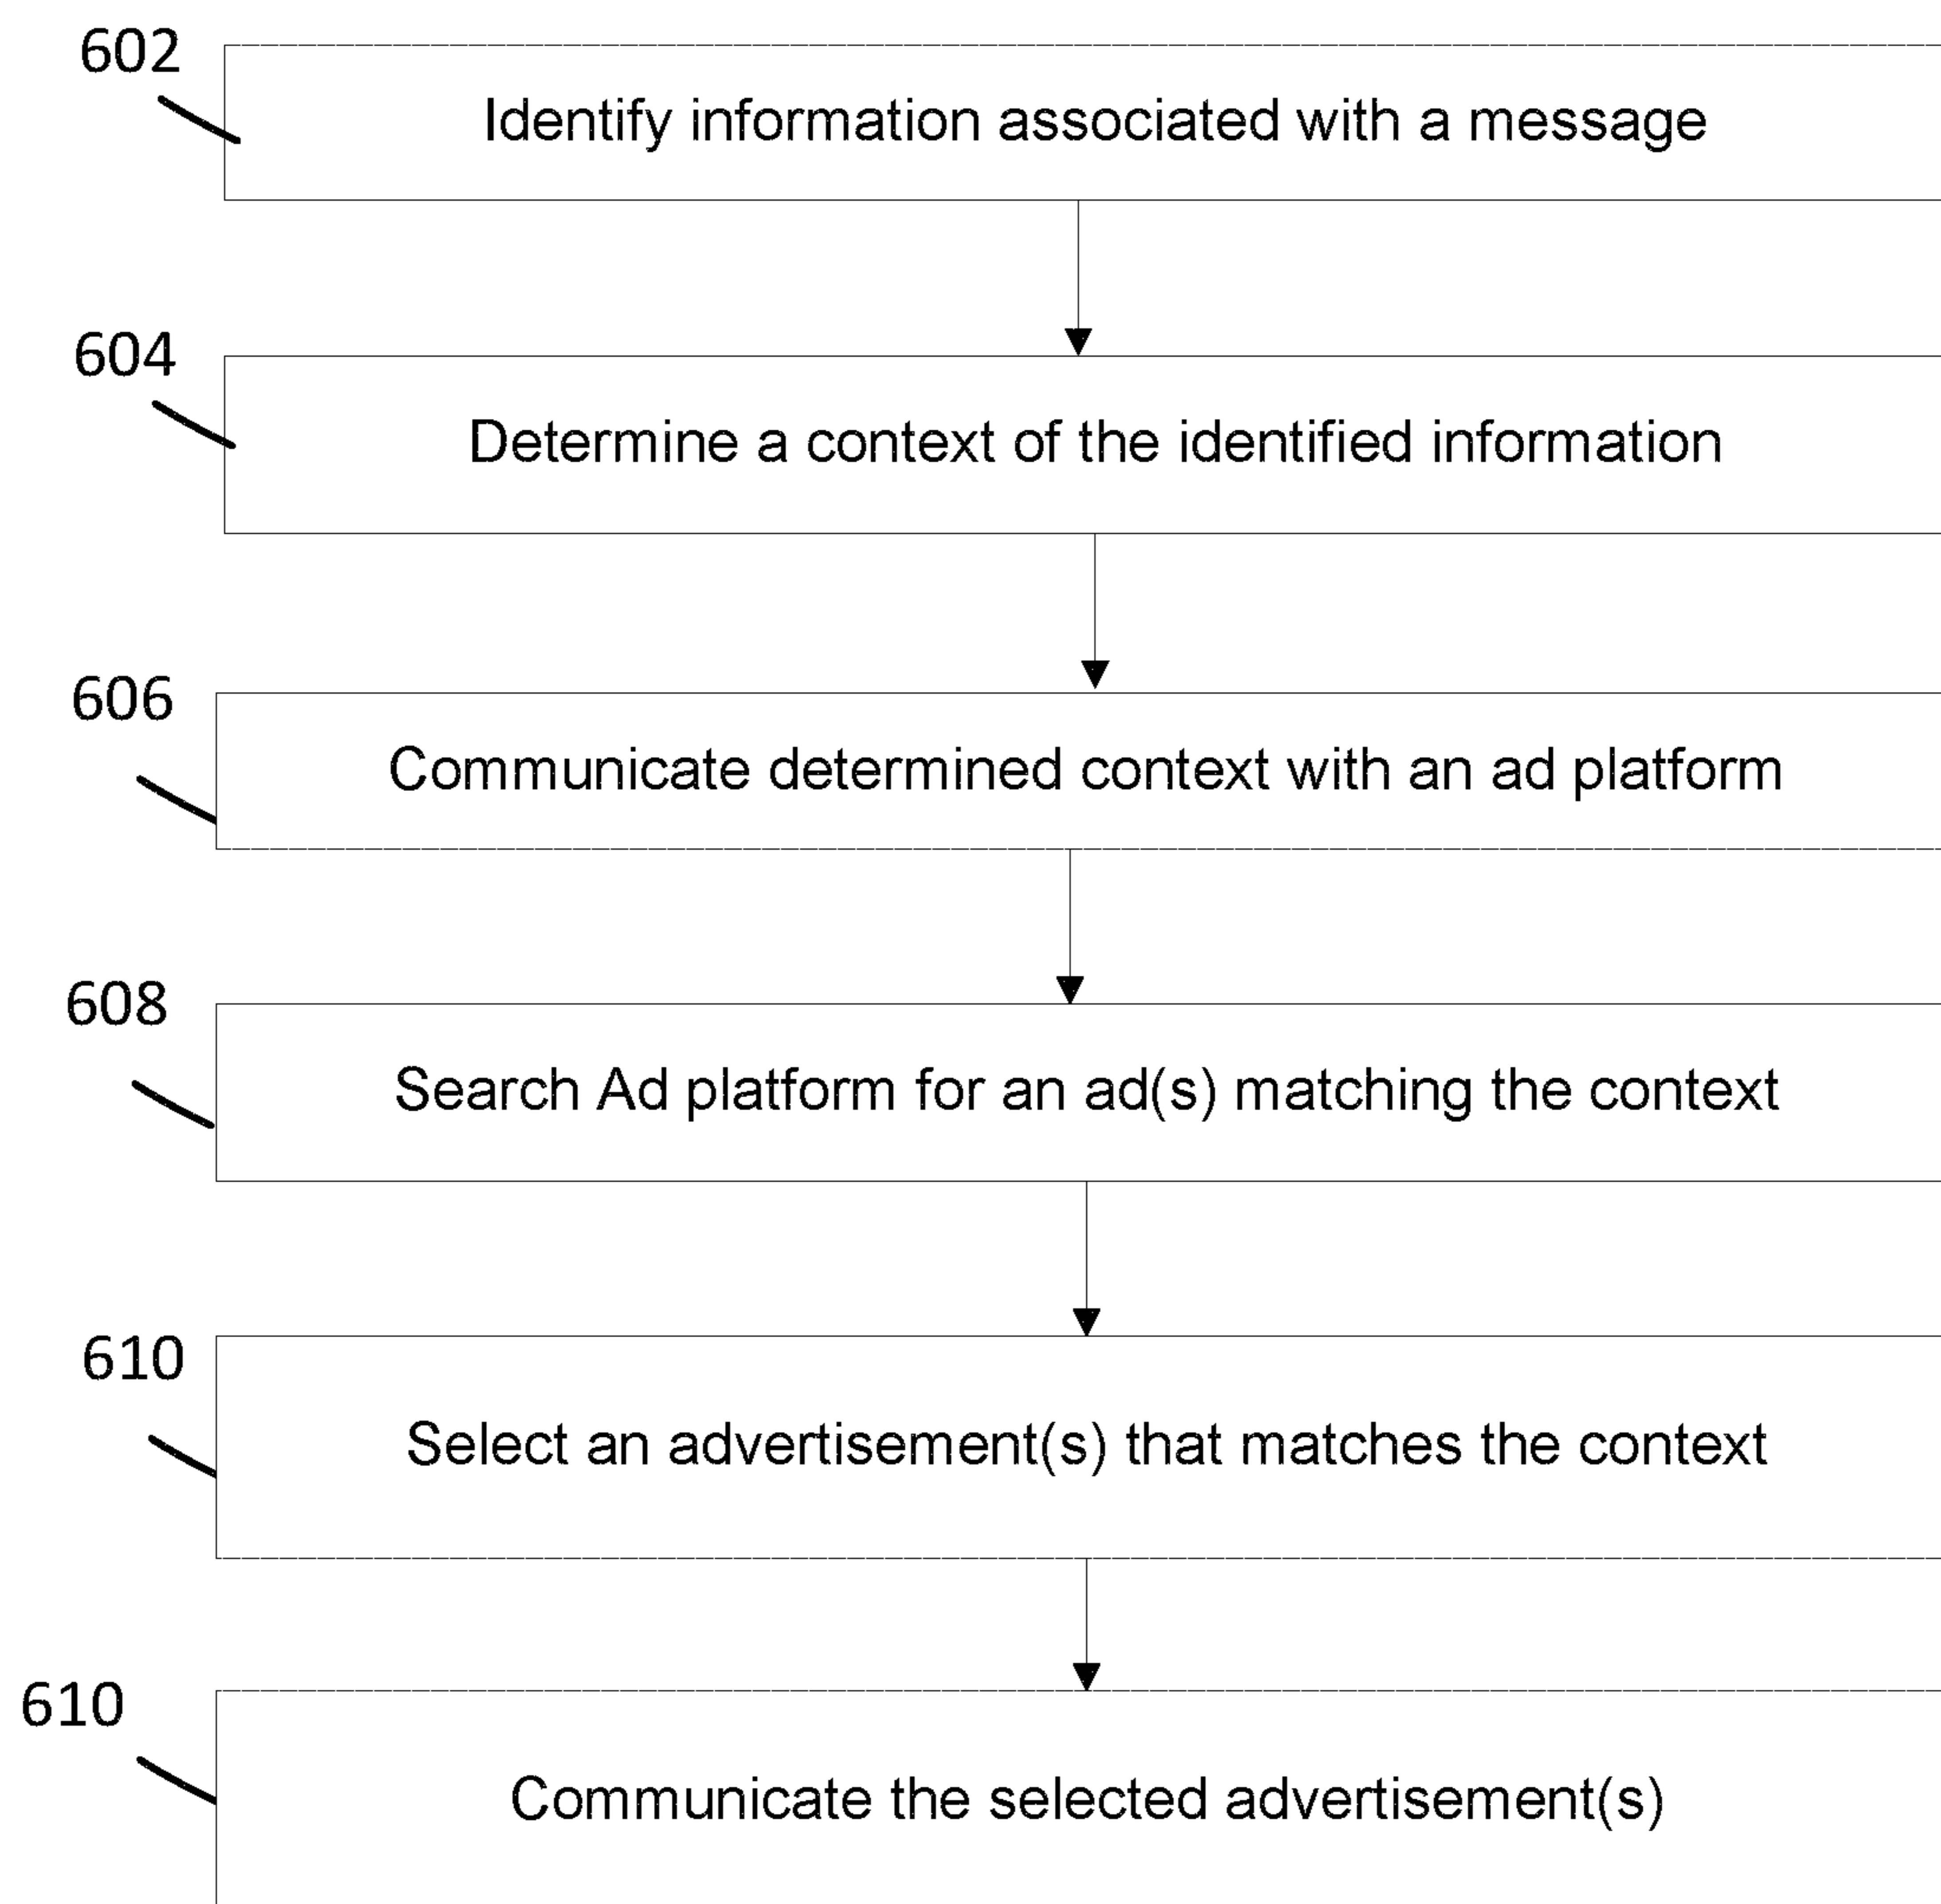 602
Identify information associated with a message
604
Determine a context of the identified information
606
Communicate determined context with an ad platform
608
Search Ad platform for an ad(s) matching the context
610
Select an advertisement(s) that matches the context
610
Communicate the selected advertisement(s)